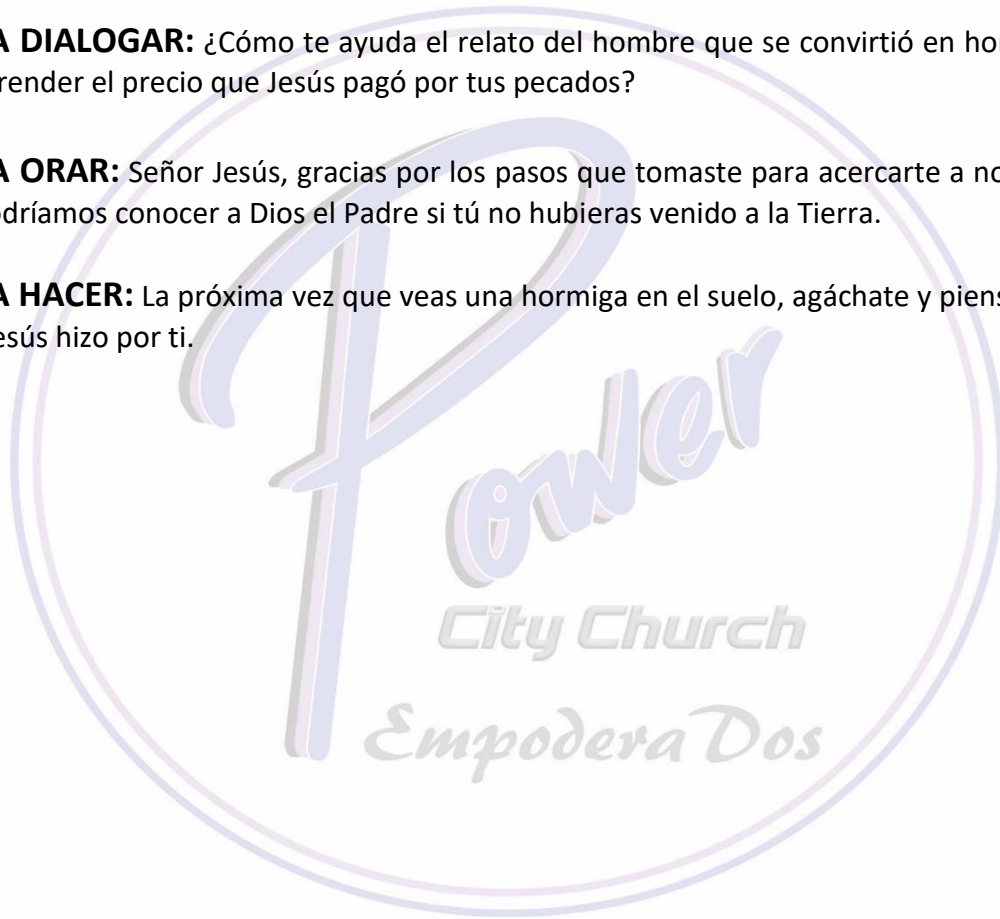 A DIALOGAR: ¿Cómo te ayuda el relato del hombre que se convirtió en hor
render el precio que Jesús pagó por tus pecados?
A ORAR: Señor Jesús, gracias por los pasos que tomaste para acercarte a no
odríamos conocer a Dios el Padre si tú no hubieras venido a la Tierra.
A HACER: La próxima vez que veas una hormiga en el suelo, agáchate y piens
esús hizo por ti.
Power
City Church
EmpoderaDos